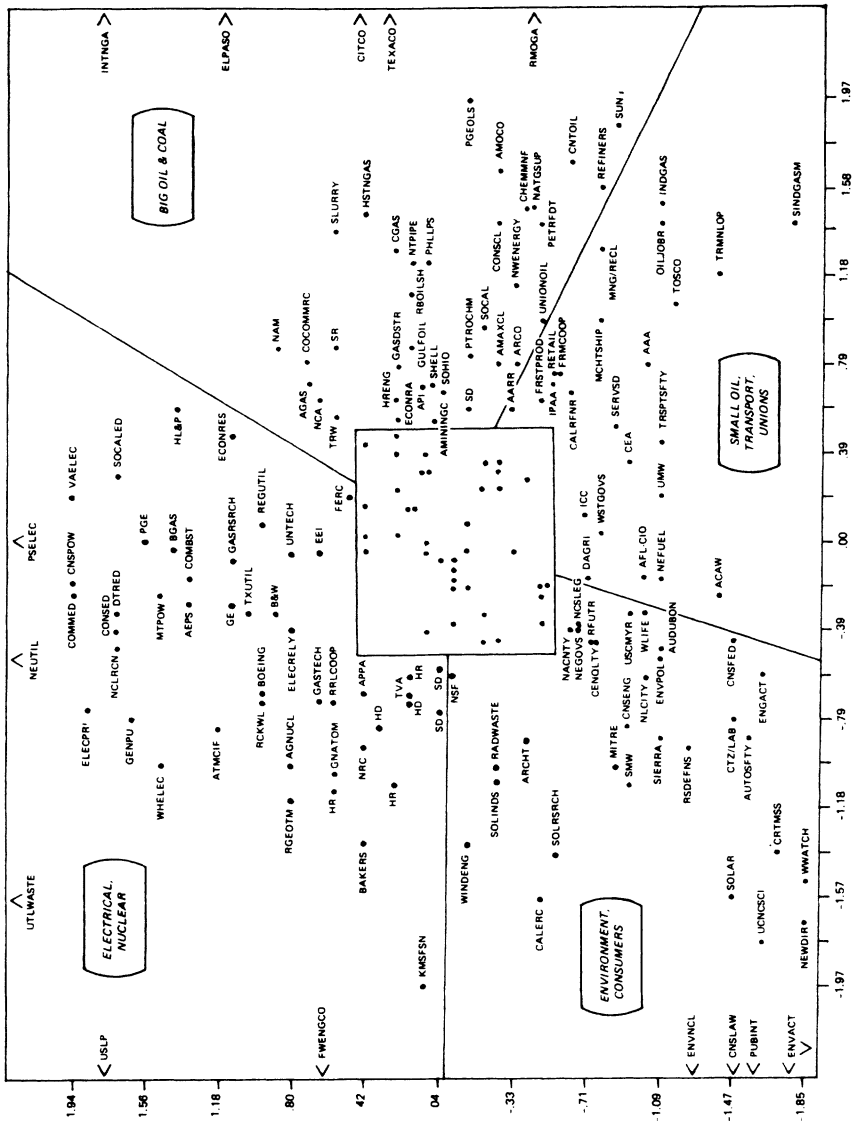 INTNGA
ELPASO
CITCO
TEXACO
RMOGA
BIG OIL & COAL
PGEOLS
SUN
CNTOIL
AMOCO
REFINERS
CHEMMNF
NATGSUP
HSTNGAS
SLURRY
PETRFDT
INDGAS
SINDGASM
CONSCL
OILJOBR
CGAS
NTPIPE
PHLLPS
NWENERGY
MNG/RECL
TRMNLOP
RBOILSH
UNIONOIL
TOSCO
SOCAL
NAM
COCOMMRC
SR
GASDSTR
GULFOIL
PTROCHM
AMAXCL
ARCO
MCHTSHIP
AAA
SHELL
SOHIO
FRSTPROD
RETAIL
FRMCOOP
IPAA
AGAS
NCA
HRENG
ECONRA
API
SD
AARR
CALRFNR
SERVSD
TRSPTSFTY
SMALL OIL,
TRANSPORT,
UNIONS
HL&P
ECONRES
TRW
AMININGC
CEA
SOCALED
VAELEC
REGUTIL
FERC
UMW
PSELEC
PGE
BGAS
COMBST
GASRSRCH
UNTECH
EEI
ICC
WSTGOVS
COMMED
CNSPOW
MTPOW
AEPS
GE
TXUTIL
B&W
DAGRI
AFL-CIO
NEFUEL
ACAW
CONSED
DTRED
NCLRCN
ELECRELY
NACNTY
NEGOVS
NCSLEG
RFUTR
CENOLTY
USCMYR
WLIFE
AUDUBON
NEUTIL
CNSFED
BOEING
RCKWL
GASTECH
RRLCOOP
APPA
TVA
HR
HD
SD
NSF
NLCITY
ENVPOL
ENGACT
ELECPRI
GENPU
ATMCIF
HD
SD
CNSENG
CTZ/LAB
AUTOSFTY
WHELEC
AGNUCL
GNATOM
NRC
RADWASTE
SOLINDS
ARCHT
MITRE
SMW
SIERRA
RSDEFNS
RGEOTM
HR
HR
BAKERS
WINDENG
SOLRSRCH
CRTMSS
UTLWASTE
ELECTRICAL,
NUCLEAR
CALERC
ENVIRONMENT,
CONSUMERS
SOLAR
WWATCH
UCNCSCI
NEWDIR
KMSFSN
USLP
FWENGCO
ENVNCL
CNSLAW
PUBINT
ENVACT
1.94
1.56
1.18
.80
.42
.04
-.33
-.71
-1.09
-1.47
-1.85
1.97
1.58
1.18
.79
.39
.00
-.39
-.79
-1.18
-1.57
-1.97